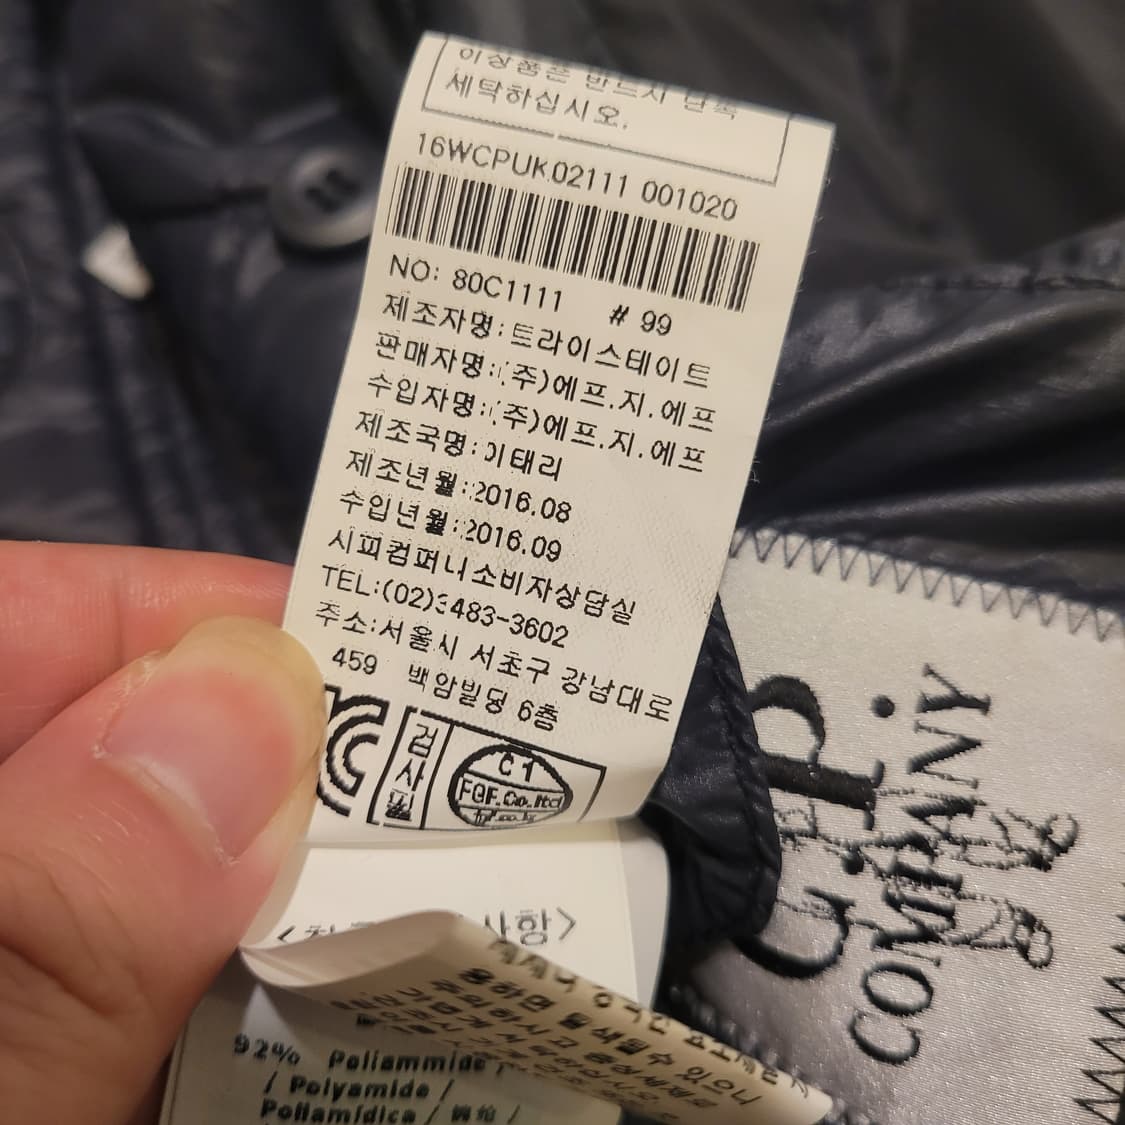 세탁하십시오.
16WCPUK02111 001020
NO: 80C1111 # 99
제조자명:트라이스테이트
판매자명:(주)에프.지.에프
수입자명:(주)에프.지.에프
제조국명:이태리
제조년월:2016.08
수입년월:2016.09
시피컴퍼니소비자상담실
TEL:(02)3483-3602
주소:서울시 서초구 강남대로
459 백암빌딩 6층
검사필
C1
FGF.Co.ltd
C.P.
COMPANY
사항>
92% Poliammide
/ Polyamide /
Poliamídica /